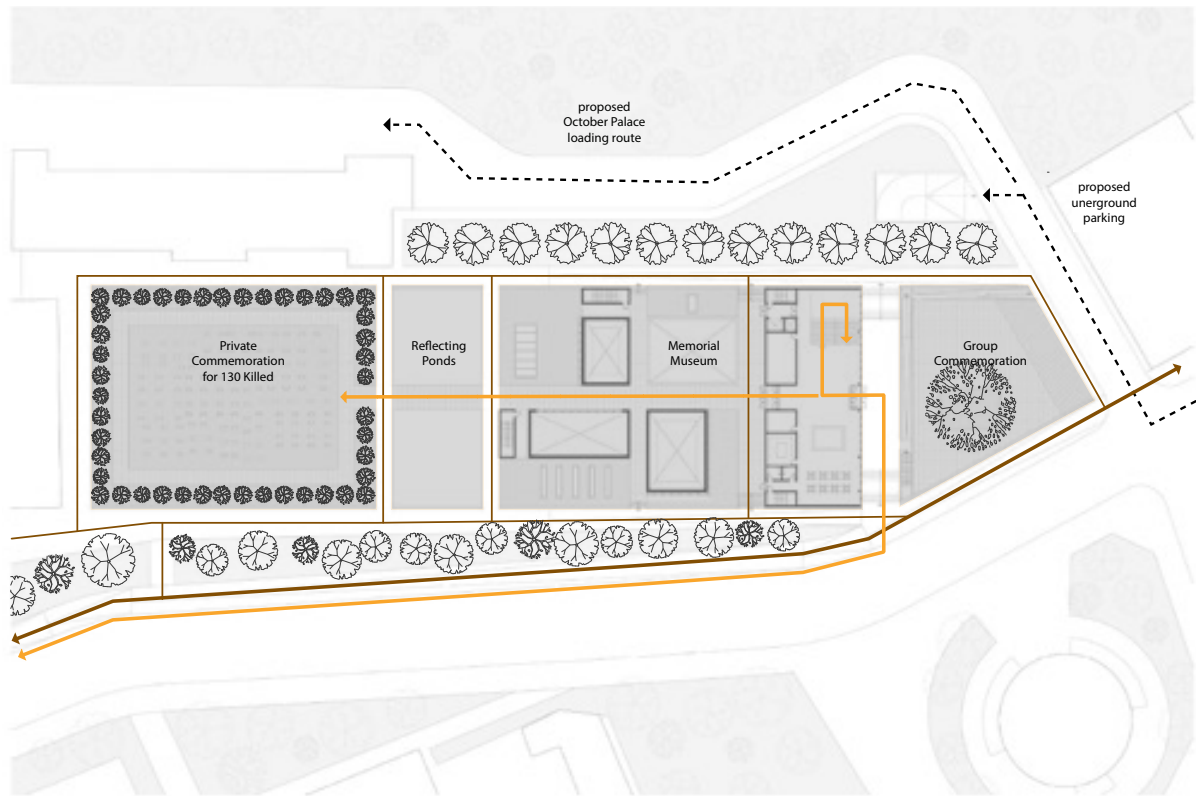 proposed
October Palace
loading route
proposed
unerground
parking
Private
Commemoration
for 130 Killed
Reflecting
Ponds
Memorial
Museum
Group
Commemoration